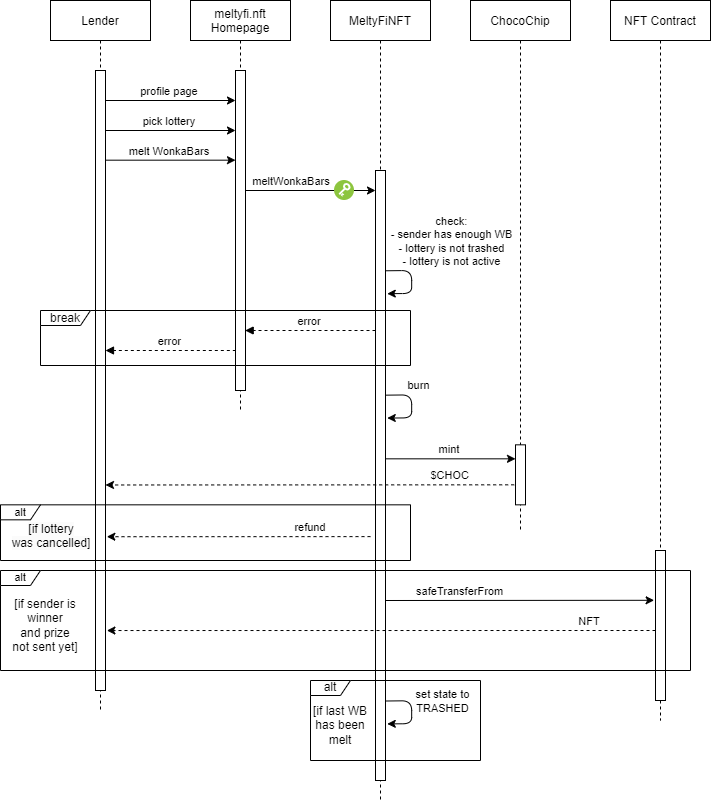 Lender
meltyfi.nft
Homepage
MeltyFiNFT
ChocoChip
NFT Contract
profile page
pick lottery
melt WonkaBars
meltWonkaBars
check:
- sender has enough WB
- lottery is not trashed
- lottery is not active
break
error
error
burn
mint
$CHOC
alt
[if lottery
was cancelled]
refund
alt
[if sender is
winner
and prize
not sent yet]
safeTransferFrom
NFT
alt
[if last WB
has been
melt
set state to
TRASHED